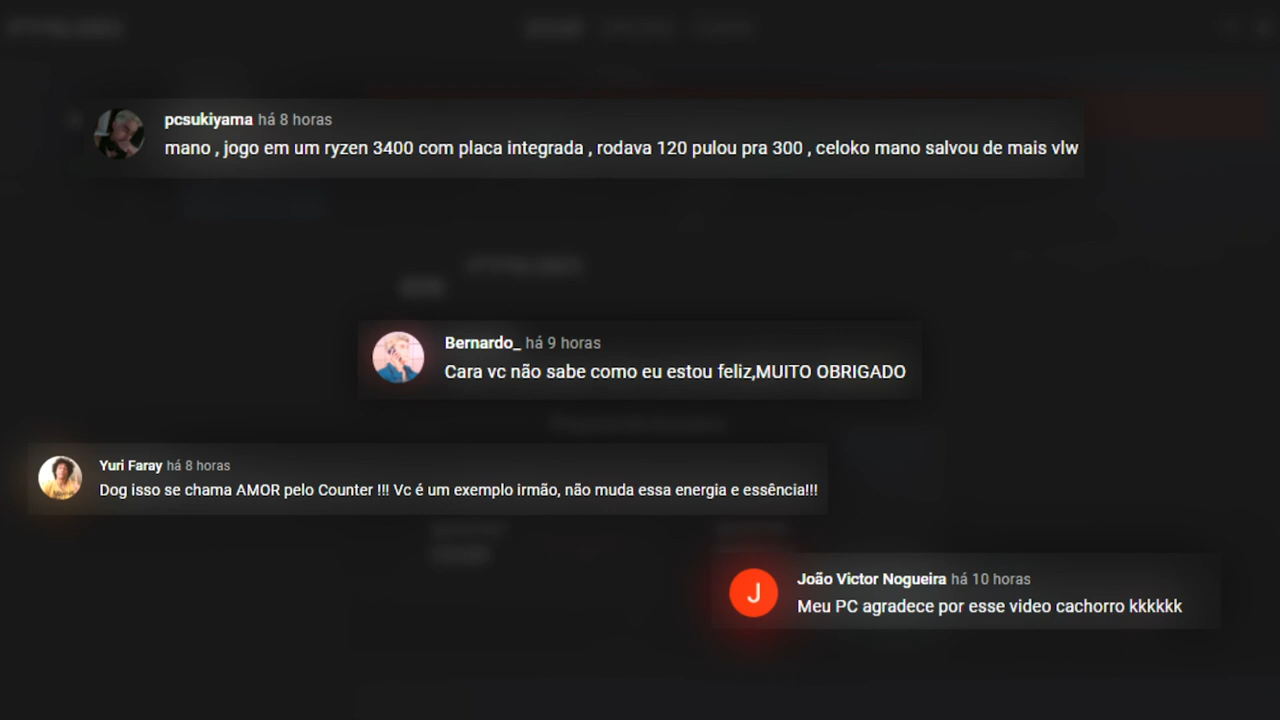 pcsukiyama há 8 horas
mano , jogo em um ryzen 3400 com placa integrada , rodava 120 pulou pra 300 , celoko mano salvou de mais vlw
Bernardo_ há 9 horas
Cara vc não sabe como eu estou feliz,MUITO OBRIGADO
Yuri Faray há 8 horas
Dog isso se chama AMOR pelo Counter !!! Vc é um exemplo irmão, não muda essa energia e essência!!!
J
João Victor Nogueira há 10 horas
Meu PC agradece por esse video cachorro kkkkkk